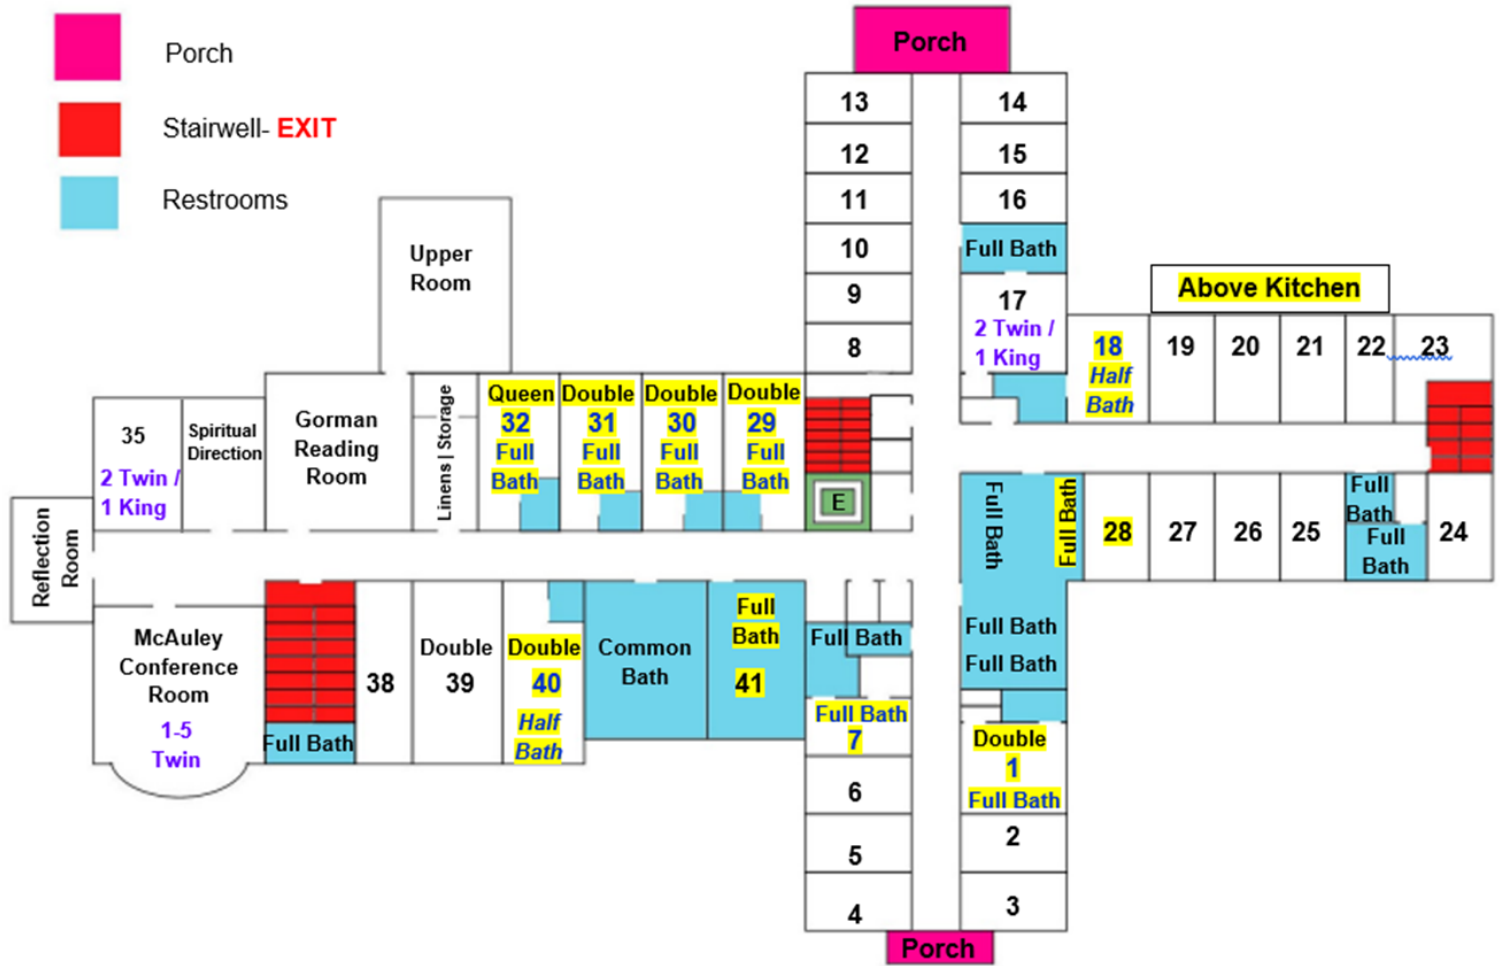 Porch
Stairwell- EXIT
Restrooms
Porch
13
14
12
15
11
16
10
Full Bath
9
17
2 Twin /
1 King
8
Above Kitchen
18
Half
Bath
19
20
21
22
23
Upper
Room
35
2 Twin /
1 King
Spiritual
Direction
Gorman
Reading
Room
Linens | Storage
Queen
32
Full
Bath
Double
31
Full
Bath
Double
30
Full
Bath
Double
29
Full
Bath
E
Full Bath
Full Bath
28
27
26
25
Full
Bath
Full
Bath
24
Reflection
Room
McAuley
Conference
Room
1-5
Twin
Full Bath
38
Double
39
Double
40
Half
Bath
Common
Bath
Full
Bath
41
Full Bath
Full Bath
7
Full Bath
Full Bath
Double
1
Full Bath
6
2
5
3
4
Porch